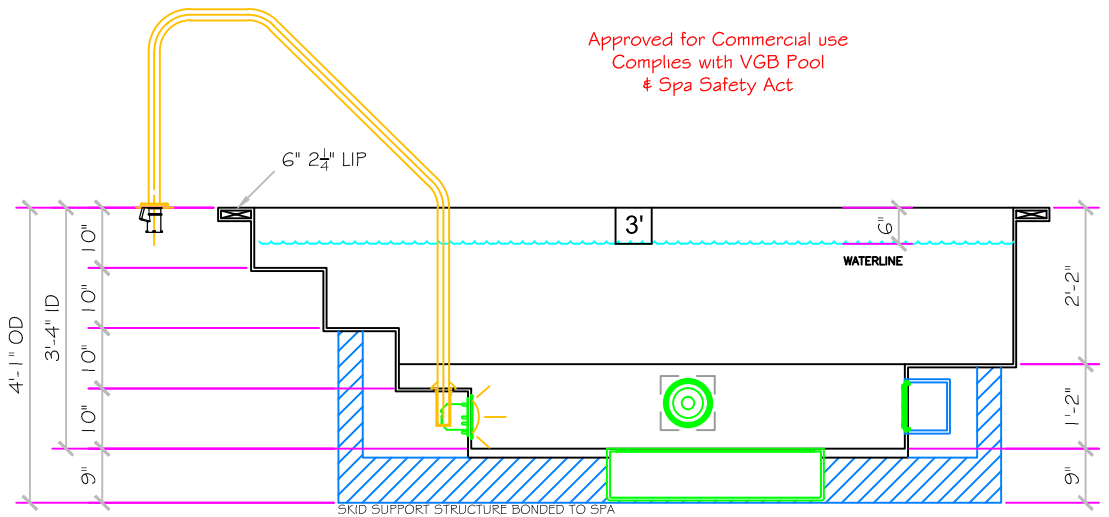 Approved for Commercial use
Complies with VGB Pool
& Spa Safety Act
6" 2¼" LIP
3'
6"
WATERLINE
10"
10"
10"
10"
9"
3'-4" ID
4'-1" OD
2'-2"
1'-2"
9"
SKID SUPPORT STRUCTURE BONDED TO SPA